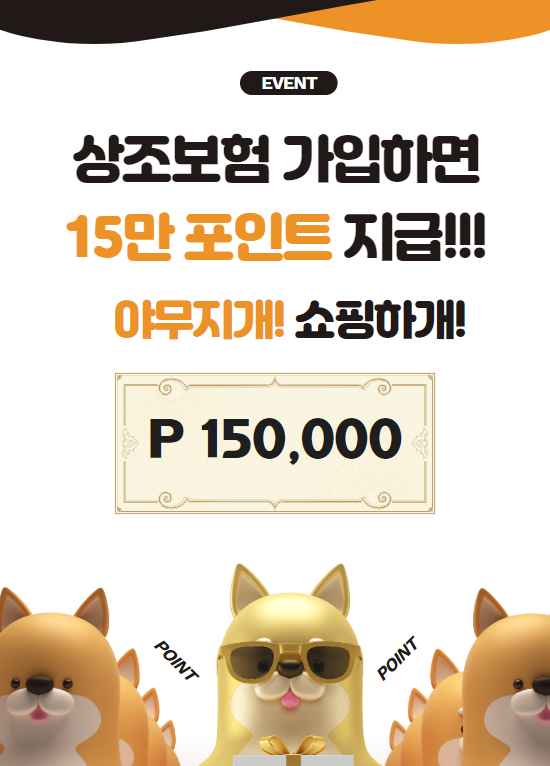 EVENT
상조보험 가입하면
15만 포인트 지급!!!
야무지개! 쇼핑하개!
P 150,000
POINT
POINT